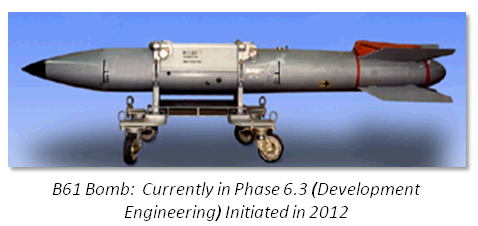 B61 Bomb:  Currently in Phase 6.3 (Development
Engineering) Initiated in 2012